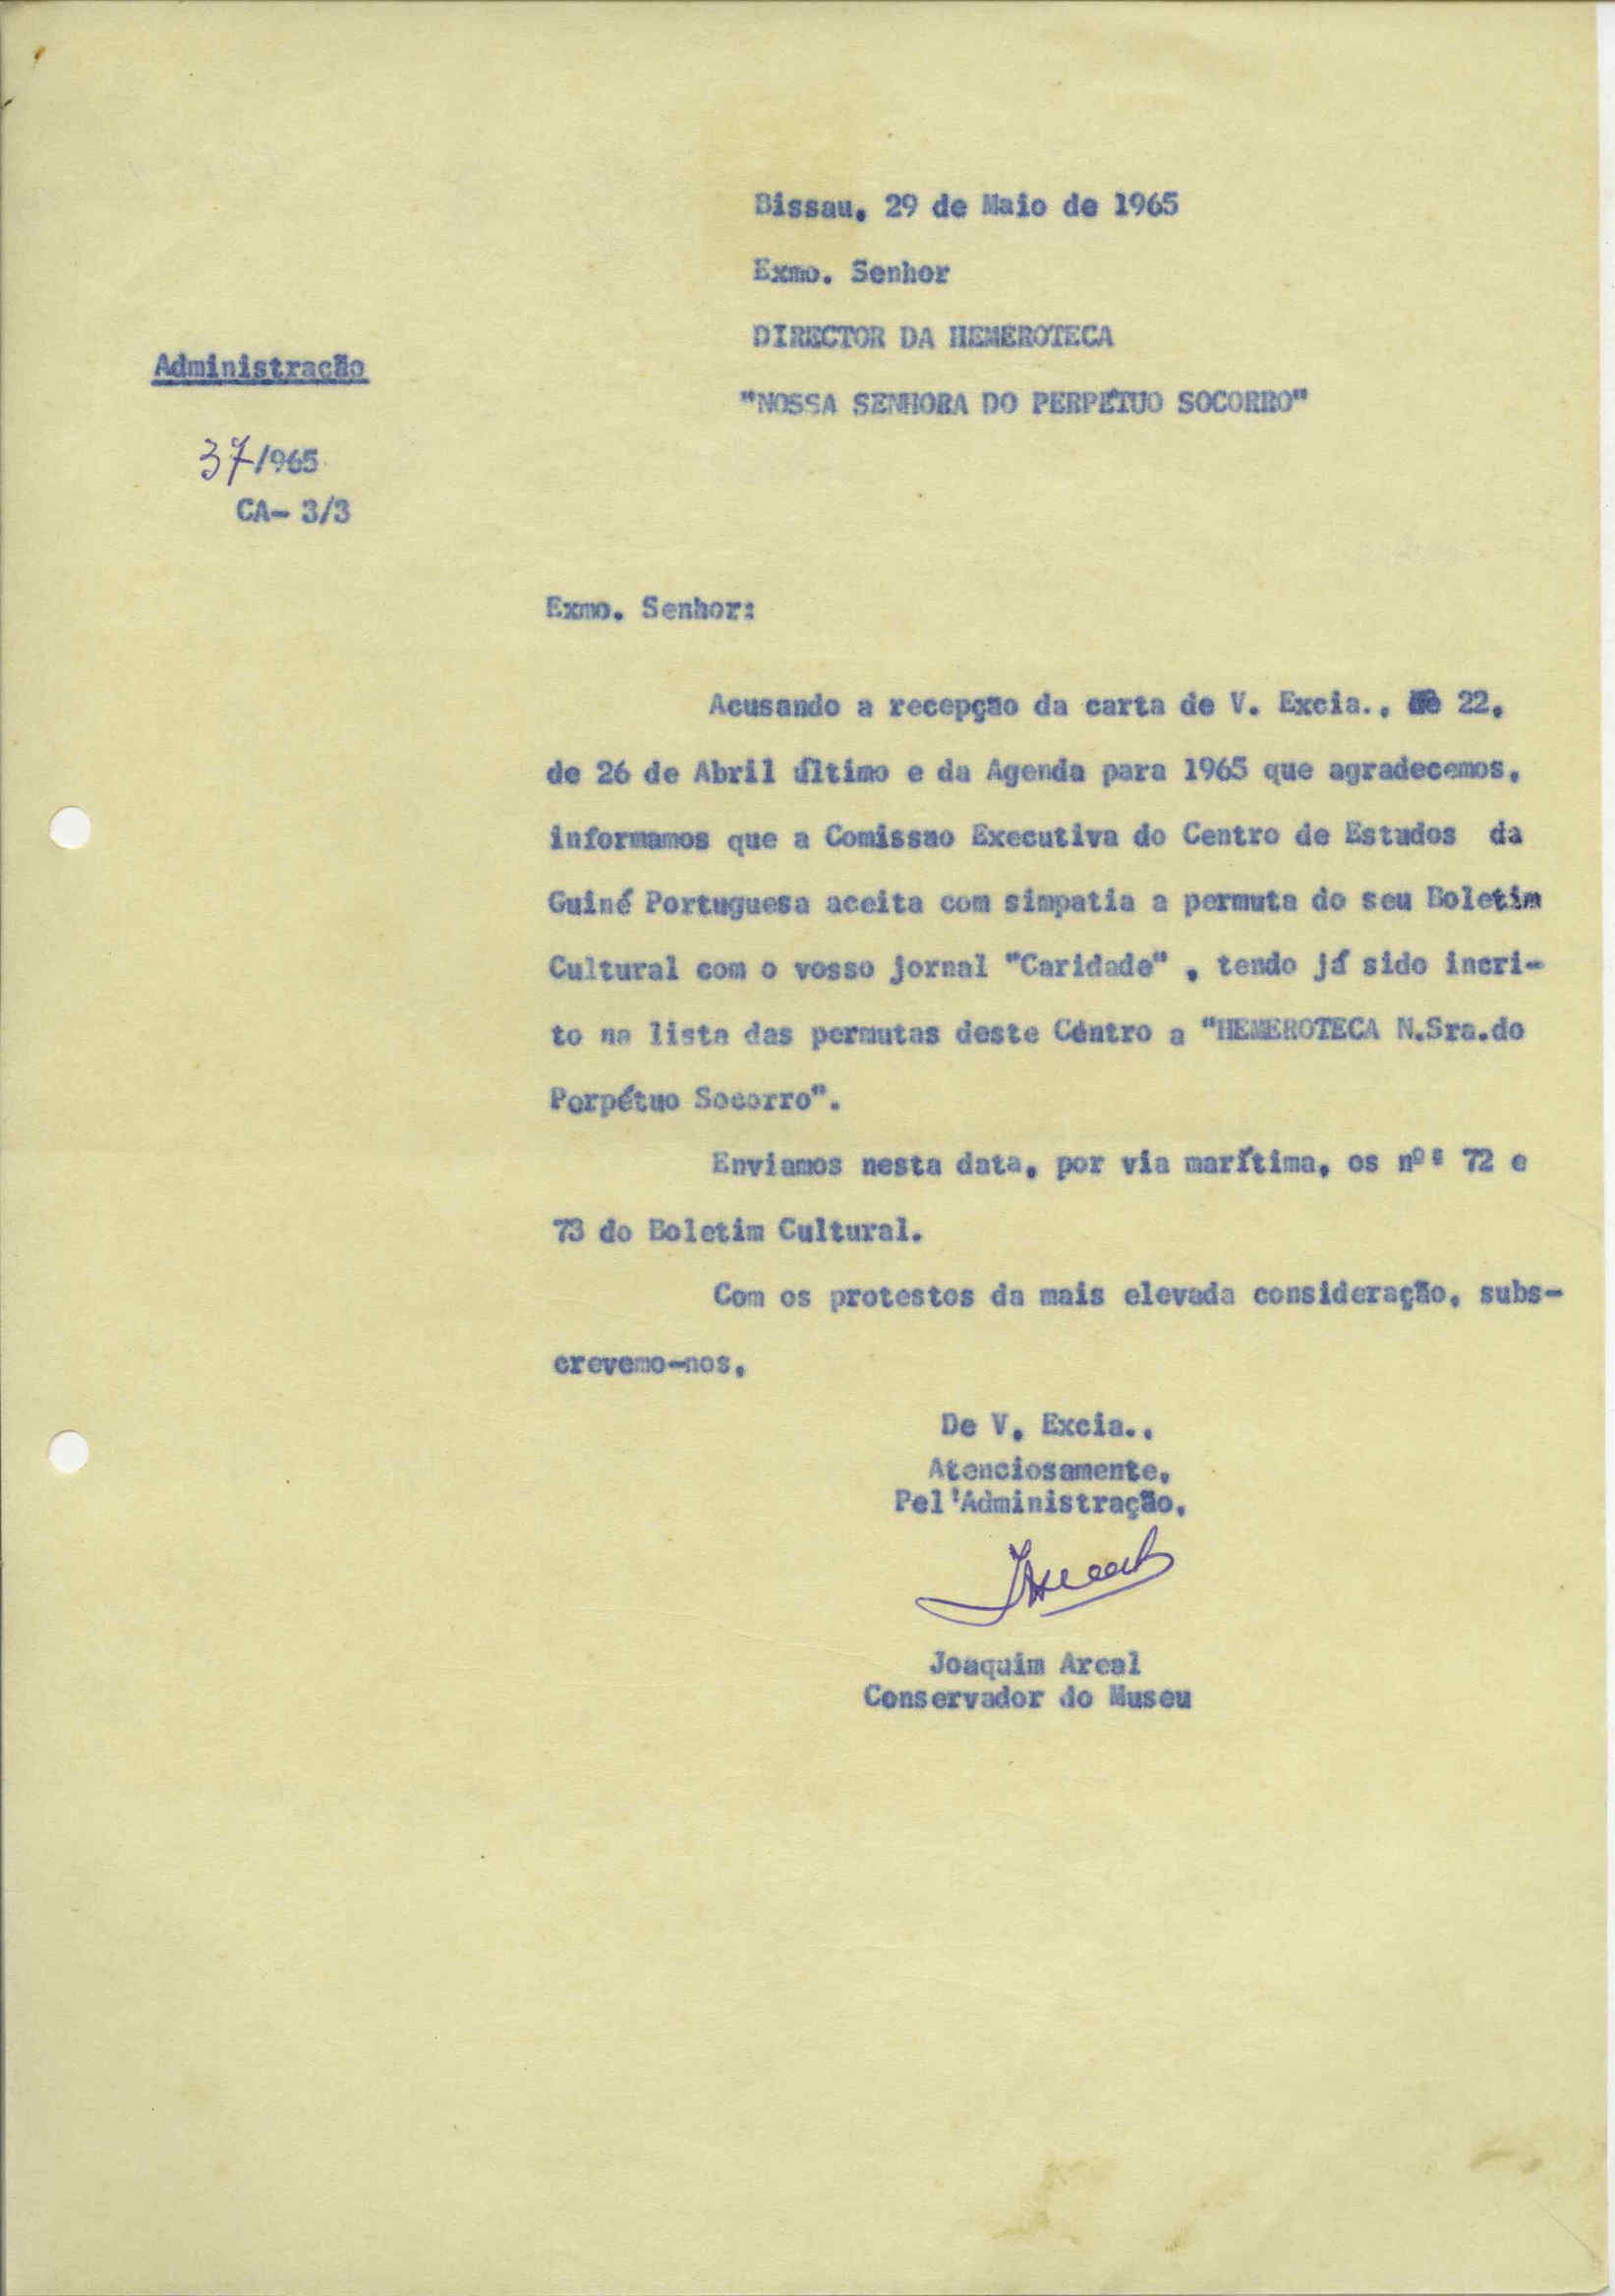 Bissau, 29 de Maio de 1965
Exmo. Senhor
DIRECTOR DA HEMEROTECA
"NOSSA SENHORA DO PERPÉTUO SOCORRO"
Administração
37/965
CA- 3/3
Exmo. Senhor:
Acusando a recepção da carta de V. Excia., 22,
de 26 de Abril último e da Agenda para 1965 que agradecemos,
informamos que a Comissao Executiva do Centro de Estudos da
Guiné Portuguesa aceita com simpatia a permuta do seu Boletim
Cultural com o vosso jornal "Caridade" , tendo já sido incri-
to na lista das permutas deste Centro a "HEMEROTECA N.Sra.do
Perpétuo Socorro".
Enviamos nesta data, por via marítima, os nºs 72 e
73 do Boletim Cultural.
Com os protestos da mais elevada consideração, subs-
crevemo-nos,
De V. Excia.,
Atenciosamente,
Pel'Administração,
Joaquim Areal
Conservador do Museu